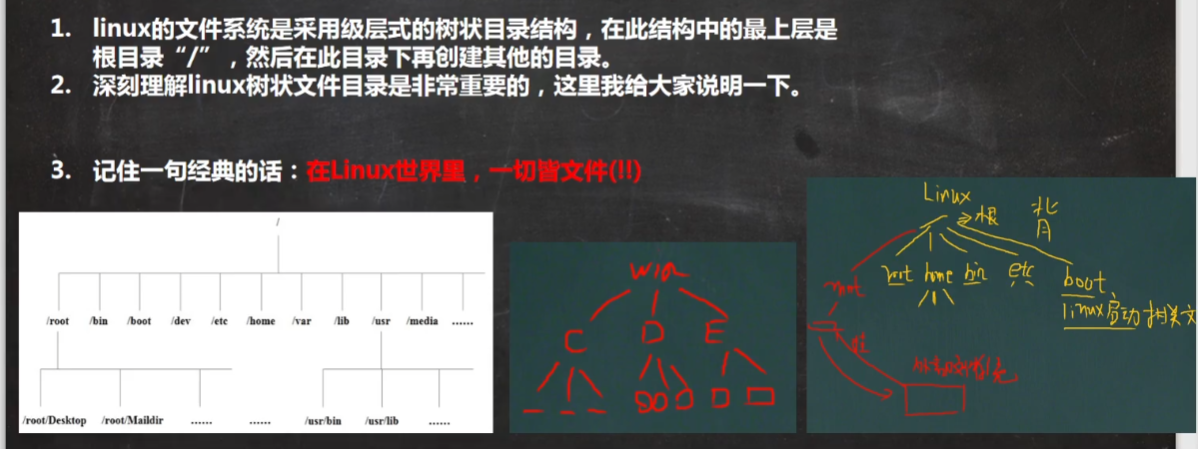 1. linux的文件系统是采用级层式的树状目录结构，在此结构中的最上层是
根目录“/”，然后在此目录下再创建其他的目录。
2. 深刻理解linux树状文件目录是非常重要的，这里我给大家说明一下。
3. 记住一句经典的话：在Linux世界里，一切皆文件(!!)
/
/root /bin /boot /dev /etc /home /var /lib /usr /media ......
/root/Desktop /root/Maildir ...... ...... /usr/bin /usr/lib ......
win
C D E
Linux
根
root home bin etc boot
linux启动相关文